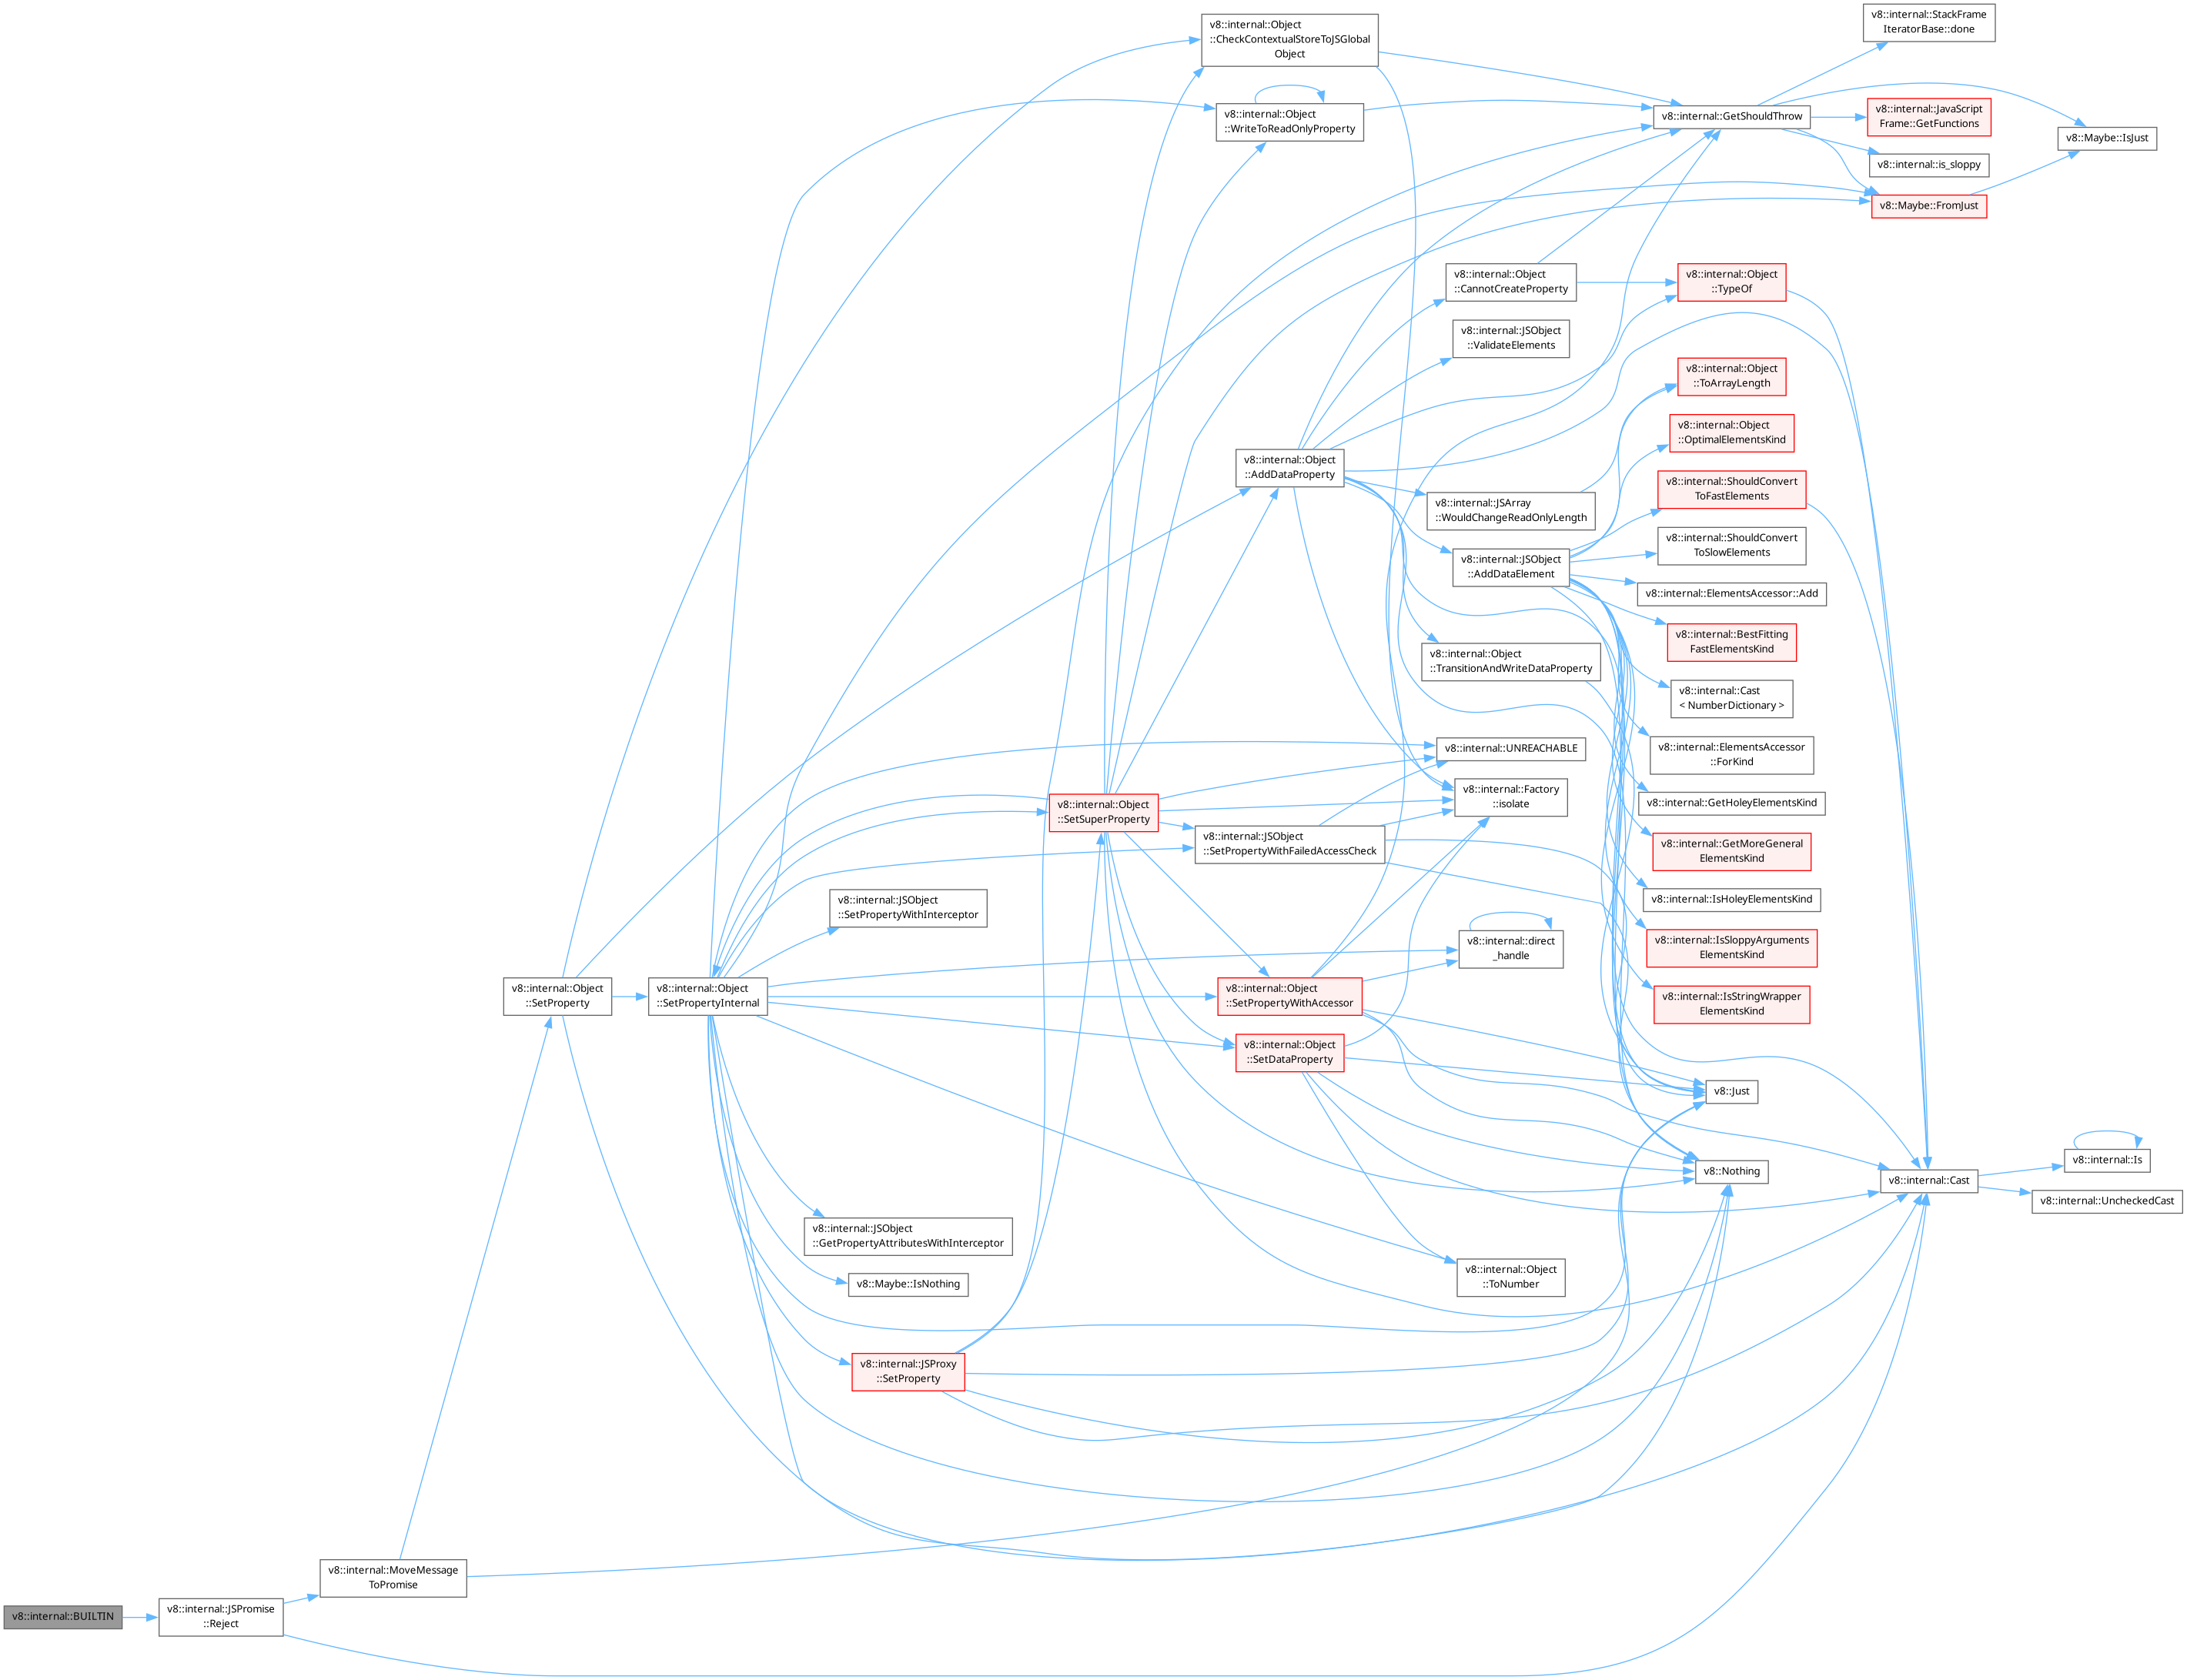 v8::internal::StackFrame
IteratorBase::done
v8::internal::Object
::CheckContextualStoreToJSGlobal
Object
v8::internal::Object
::WriteToReadOnlyProperty
v8::internal::GetShouldThrow
v8::internal::JavaScript
Frame::GetFunctions
v8::Maybe::IsJust
v8::internal::is_sloppy
v8::Maybe::FromJust
v8::internal::Object
::CannotCreateProperty
v8::internal::Object
::TypeOf
v8::internal::JSObject
::ValidateElements
v8::internal::Object
::ToArrayLength
v8::internal::Object
::OptimalElementsKind
v8::internal::Object
::AddDataProperty
v8::internal::ShouldConvert
ToFastElements
v8::internal::JSArray
::WouldChangeReadOnlyLength
v8::internal::ShouldConvert
ToSlowElements
v8::internal::JSObject
::AddDataElement
v8::internal::ElementsAccessor::Add
v8::internal::BestFitting
FastElementsKind
v8::internal::Object
::TransitionAndWriteDataProperty
v8::internal::Cast
< NumberDictionary >
v8::internal::UNREACHABLE
v8::internal::ElementsAccessor
::ForKind
v8::internal::Factory
::isolate
v8::internal::GetHoleyElementsKind
v8::internal::Object
::SetSuperProperty
v8::internal::JSObject
::SetPropertyWithFailedAccessCheck
v8::internal::GetMoreGeneral
ElementsKind
v8::internal::JSObject
::SetPropertyWithInterceptor
v8::internal::IsHoleyElementsKind
v8::internal::direct
_handle
v8::internal::IsSloppyArguments
ElementsKind
v8::internal::Object
::SetProperty
v8::internal::Object
::SetPropertyInternal
v8::internal::Object
::SetPropertyWithAccessor
v8::internal::IsStringWrapper
ElementsKind
v8::internal::Object
::SetDataProperty
v8::Just
v8::Nothing
v8::internal::Cast
v8::internal::Is
v8::internal::UncheckedCast
v8::internal::JSObject
::GetPropertyAttributesWithInterceptor
v8::Maybe::IsNothing
v8::internal::Object
::ToNumber
v8::internal::JSProxy
::SetProperty
v8::internal::MoveMessage
ToPromise
v8::internal::BUILTIN
v8::internal::JSPromise
::Reject